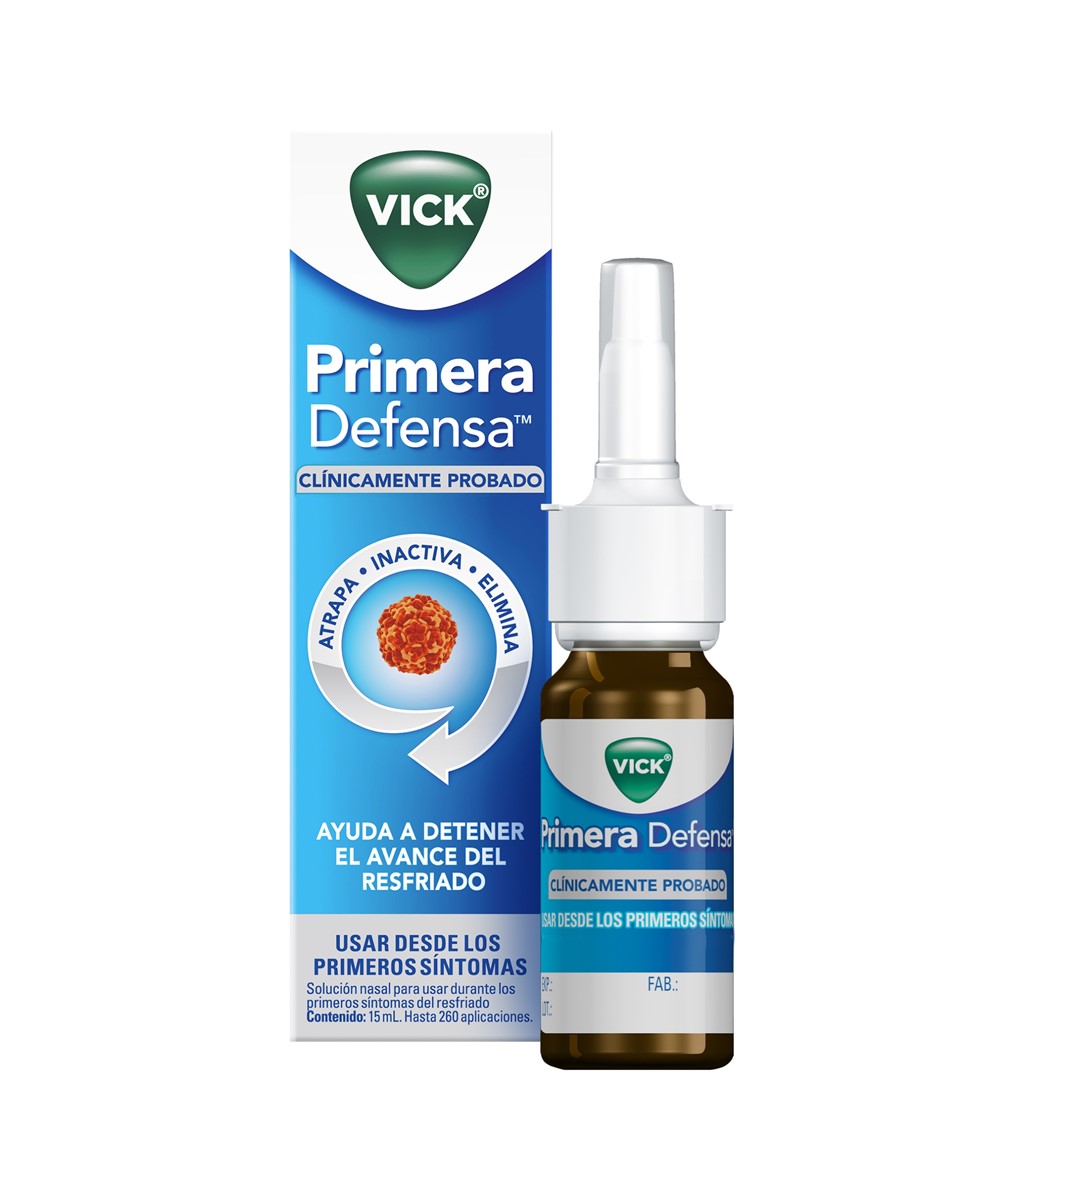 VICK®
Primera
Defensa™
CLÍNICAMENTE PROBADO
ATRAPA • INACTIVA • ELIMINA
AYUDA A DETENER
EL AVANCE DEL
RESFRIADO
USAR DESDE LOS
PRIMEROS SÍNTOMAS
Solución nasal para usar durante los
primeros síntomas del resfriado
Contenido: 15 mL. Hasta 260 aplicaciones.
VICK®
Primera Defensa
CLÍNICAMENTE PROBADO
DESDE LOS PRIMEROS
FAB.: